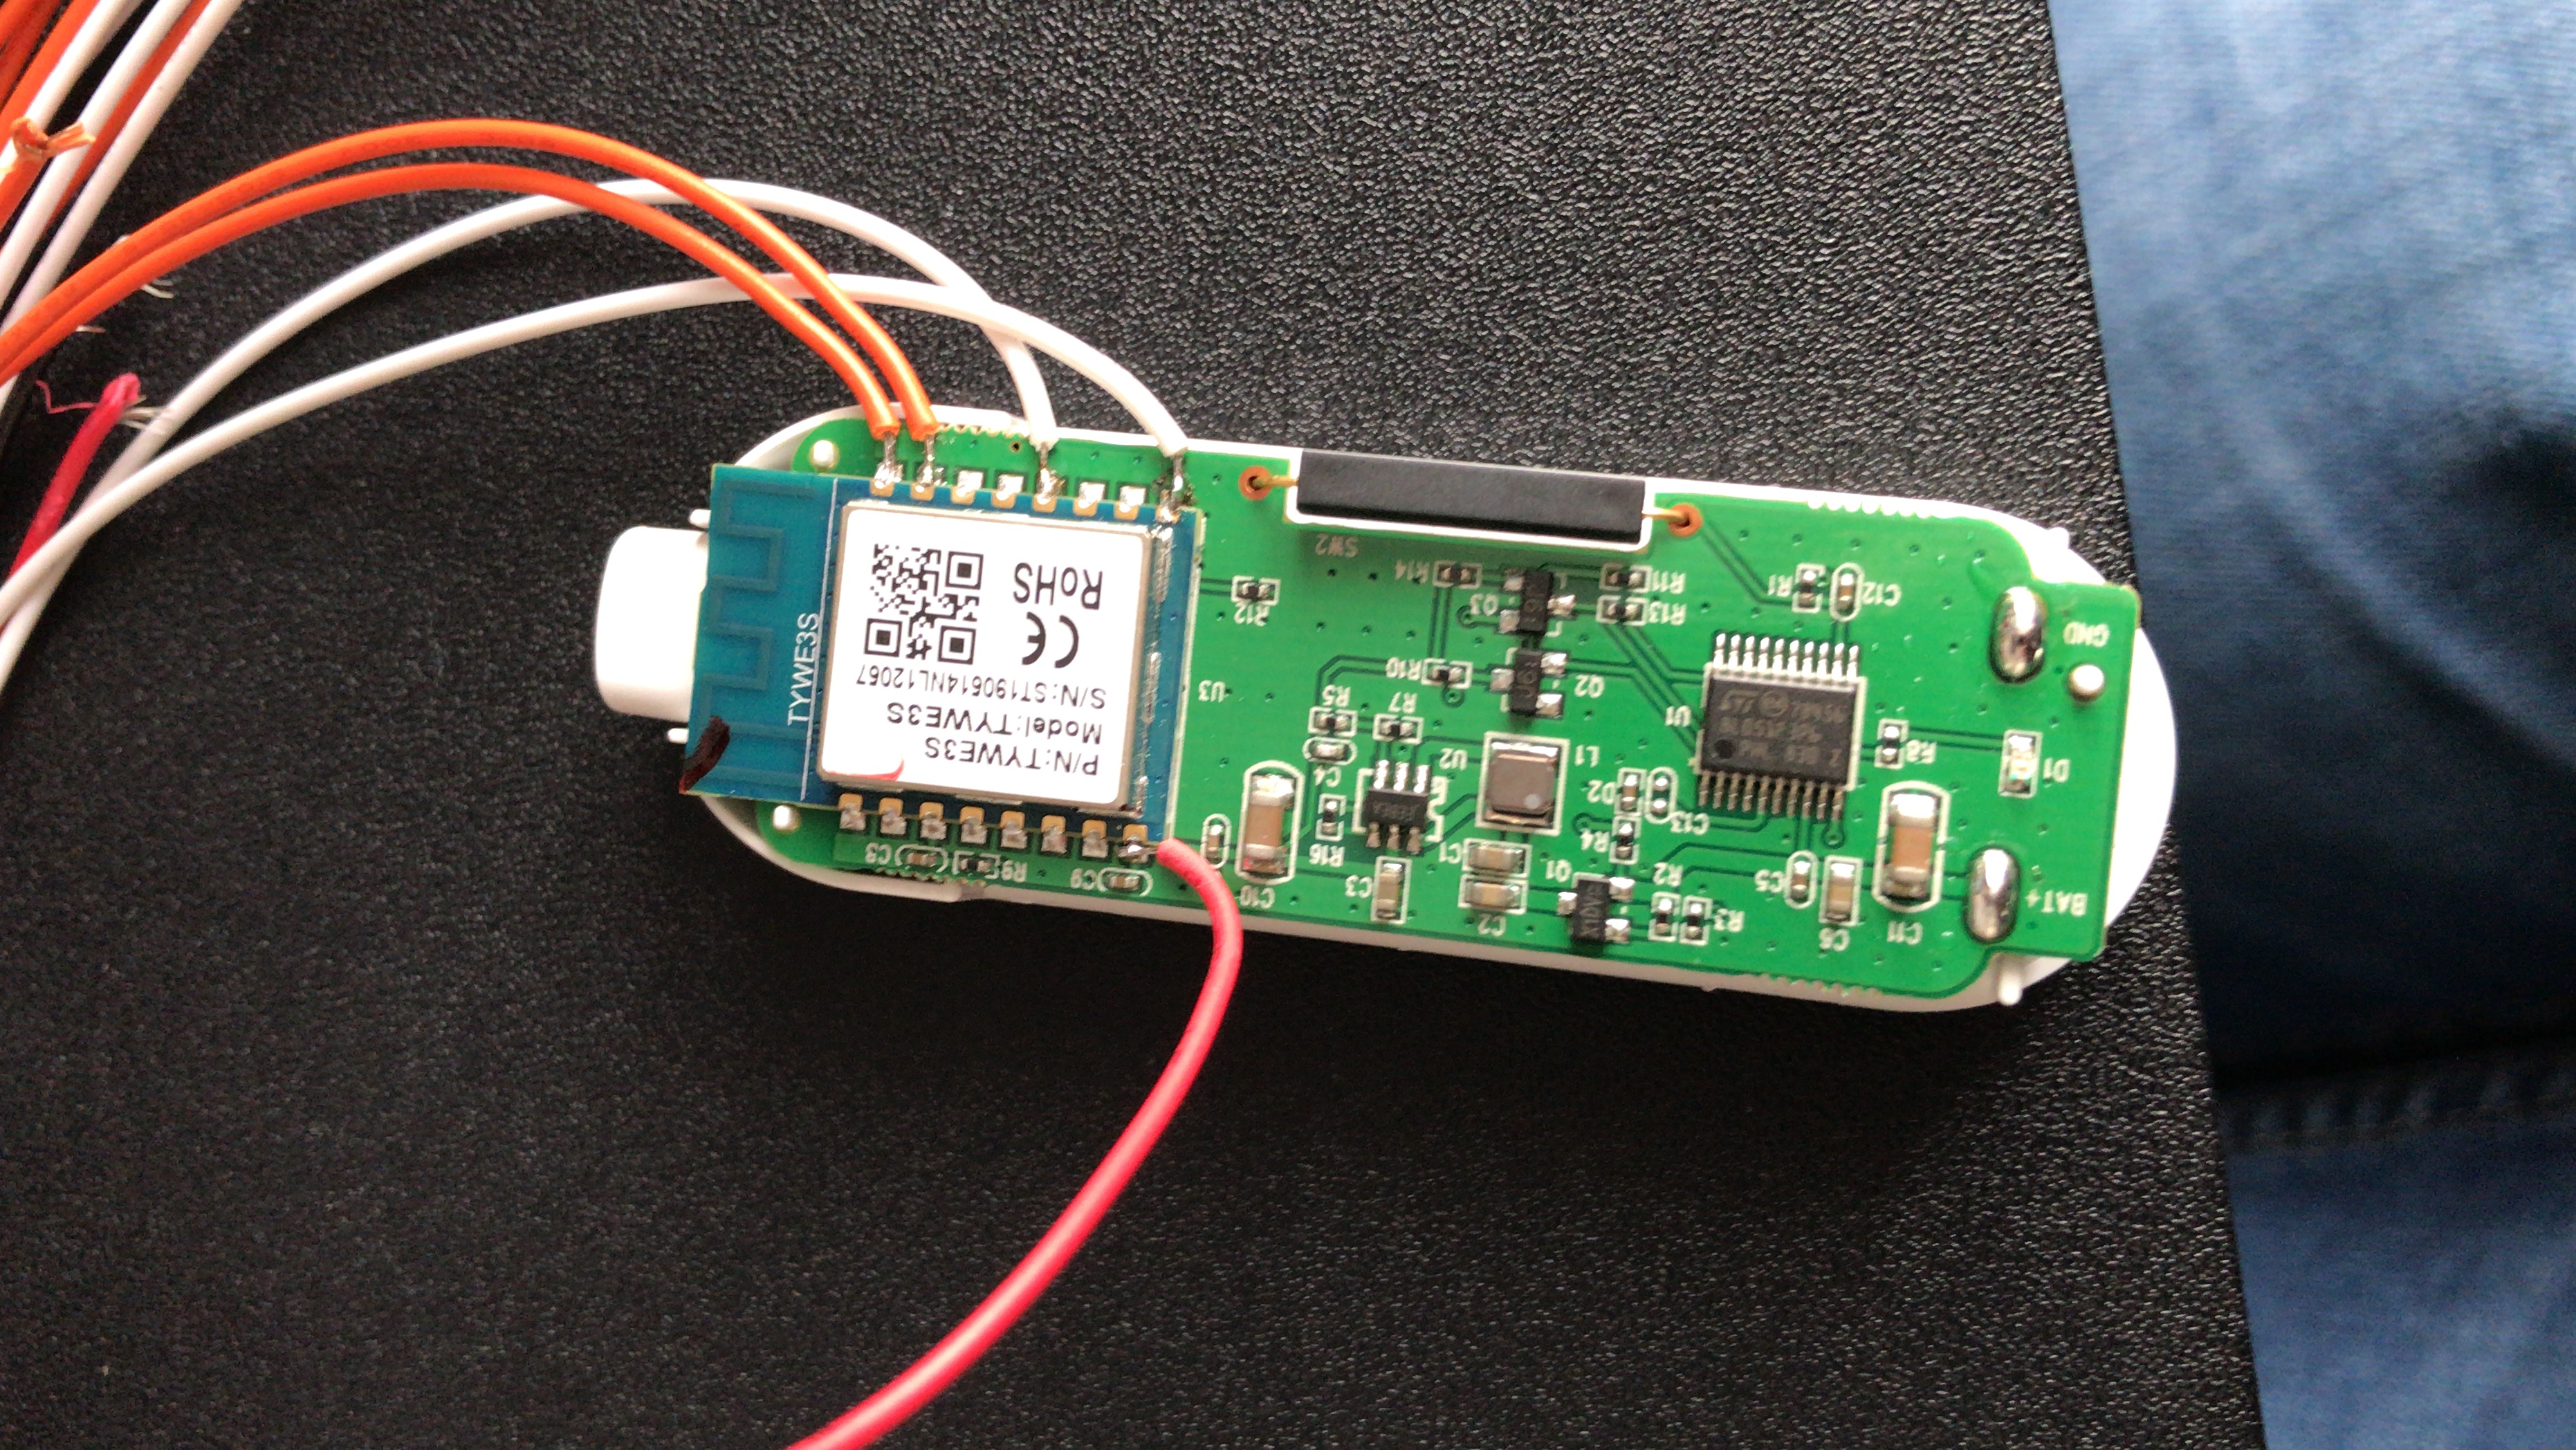 TYWE3S
P/N:TYWE3S
Model:TYWE3S
S/N:ST190614NL12067
CE
RoHS
C8
R9
C9
U3
C10
R12
SW2
R16
C4
R5
C3
R7
R10
R14
U2
C1
C2
Q3
Q1
L1
Q2
R4
D2
R2
R13
R11
C13
U1
R3
C5
R1
C6
C12
C11
R8
BAT+
D1
GND